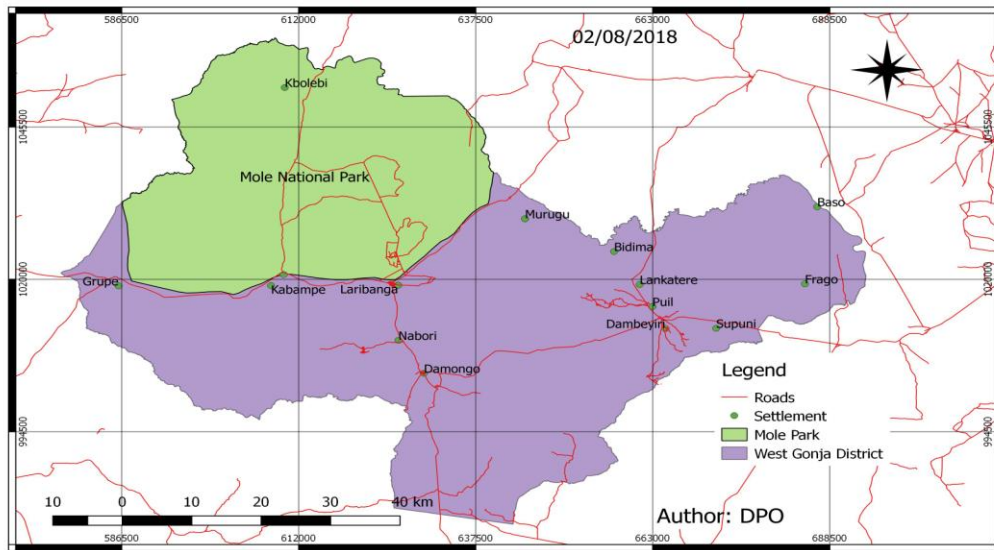 586500 612000 637500 663000 688500
02/08/2018
Kbolebi
1045500 1045500
Mole National Park
Baso
Murugu
Bidima
1020000 1020000
Grupe Kabampe Laribanga Lankatere Frago
Puil
Dambeyiri Supuni
Nabori
Damongo
Legend
Roads
Settlement
994500 994500
Mole Park
West Gonja District
10 0 10 20 30 40 km
Author: DPO
586500 612000 637500 663000 688500